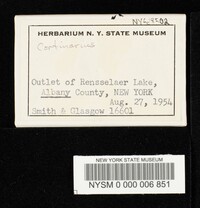 HERBARIUM N. Y. STATE MUSEUM
Cortinarius
Outlet of Rensselaer Lake,
Albany County, NEW YORK
Aug. 27, 1954
Smith & Glasgow 16601
NEW YORK STATE MUSEUM
NYSM 0 000 006 851